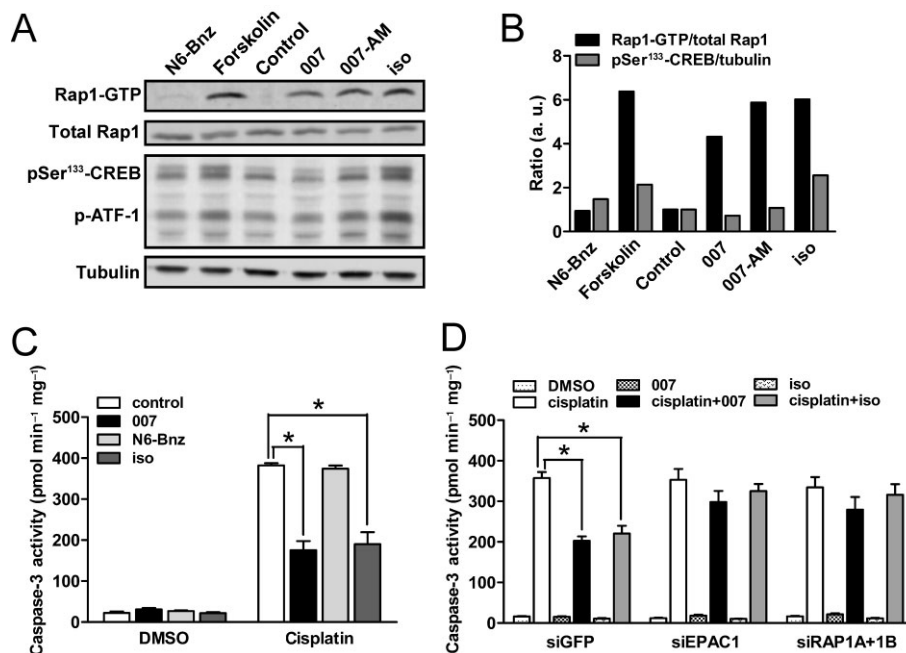 A
N6-Bnz Forskolin Control 007 007-AM iso
Rap1-GTP
Total Rap1
pSer¹³³-CREB
p-ATF-1
Tubulin
B
Rap1-GTP/total Rap1
pSer¹³³-CREB/tubulin
Ratio (a. u.)
8
6
4
2
0
N6-Bnz Forskolin Control 007 007-AM iso
C
control
007
N6-Bnz
iso
Caspase-3 activity (pmol min⁻¹ mg⁻¹)
500
400
300
200
100
0
* *
DMSO Cisplatin
D
DMSO 007 iso
cisplatin cisplatin+007 cisplatin+iso
Caspase-3 activity (pmol min⁻¹ mg⁻¹)
500
400
300
200
100
0
* *
siGFP siEPAC1 siRAP1A+1B